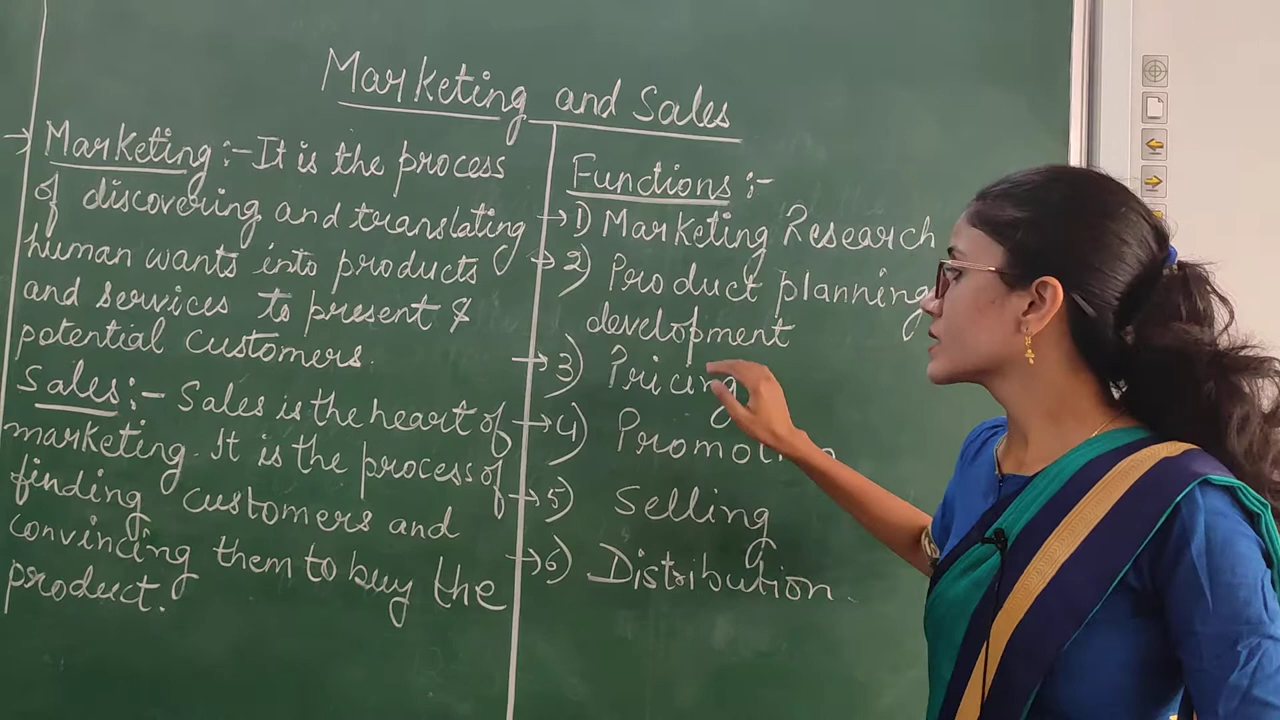 Marketing and Sales
Marketing :- It is the process
of discovering and translating
human wants into products
and services to present &
potential customers.
Sales :- Sales is the heart of
marketing. It is the process of
finding customers and
convincing them to buy the
product.
Functions :-
→ 1) Marketing Research
→ 2) Product planning
development
→ 3) Pricing
→ 4) Promotion
→ 5) Selling
→ 6) Distribution.